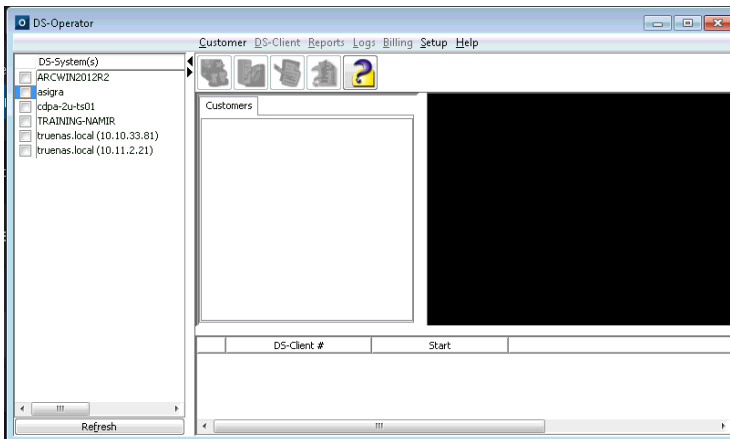 DS-Operator
Customer DS-Client Reports Logs Billing Setup Help
DS-System(s)
ARCWIN2012R2
asigra
cdpa-2u-ts01
TRAINING-NAMIR
truenas.local (10.10.33.81)
truenas.local (10.11.2.21)
Refresh
Customers
DS-Client # Start